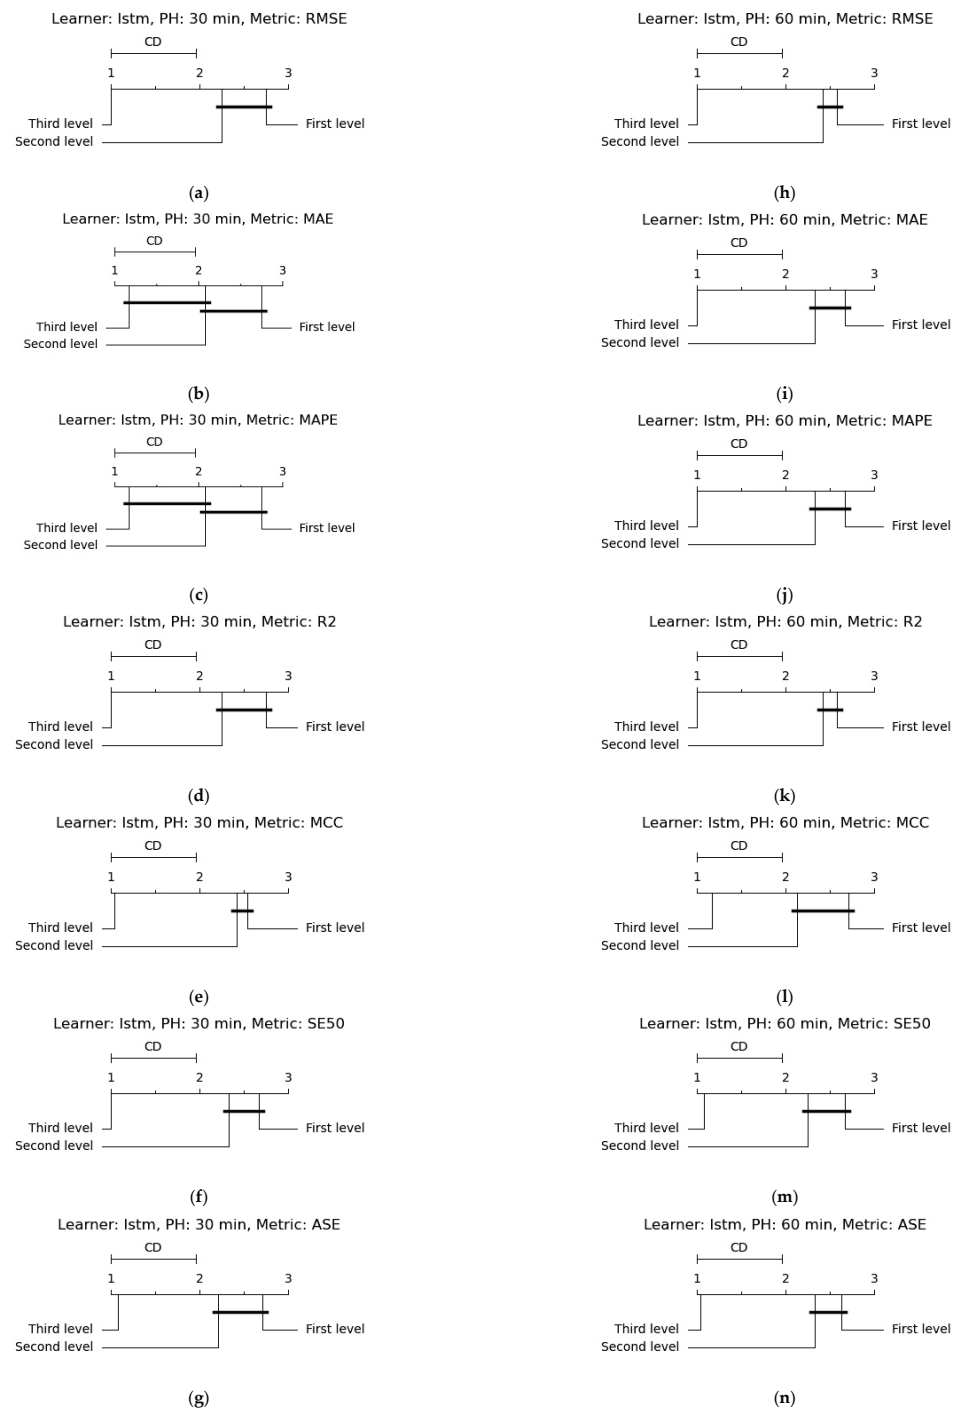 Learner: lstm, PH: 30 min, Metric: RMSE
CD
1 2 3
Third level First level
Second level
(a)
Learner: lstm, PH: 30 min, Metric: MAE
CD
1 2 3
Third level First level
Second level
(b)
Learner: lstm, PH: 30 min, Metric: MAPE
CD
1 2 3
Third level First level
Second level
(c)
Learner: lstm, PH: 30 min, Metric: R2
CD
1 2 3
Third level First level
Second level
(d)
Learner: lstm, PH: 30 min, Metric: MCC
CD
1 2 3
Third level First level
Second level
(e)
Learner: lstm, PH: 30 min, Metric: SE50
CD
1 2 3
Third level First level
Second level
(f)
Learner: lstm, PH: 30 min, Metric: ASE
CD
1 2 3
Third level First level
Second level
(g)
Learner: lstm, PH: 60 min, Metric: RMSE
CD
1 2 3
Third level First level
Second level
(h)
Learner: lstm, PH: 60 min, Metric: MAE
CD
1 2 3
Third level First level
Second level
(i)
Learner: lstm, PH: 60 min, Metric: MAPE
CD
1 2 3
Third level First level
Second level
(j)
Learner: lstm, PH: 60 min, Metric: R2
CD
1 2 3
Third level First level
Second level
(k)
Learner: lstm, PH: 60 min, Metric: MCC
CD
1 2 3
Third level First level
Second level
(l)
Learner: lstm, PH: 60 min, Metric: SE50
CD
1 2 3
Third level First level
Second level
(m)
Learner: lstm, PH: 60 min, Metric: ASE
CD
1 2 3
Third level First level
Second level
(n)